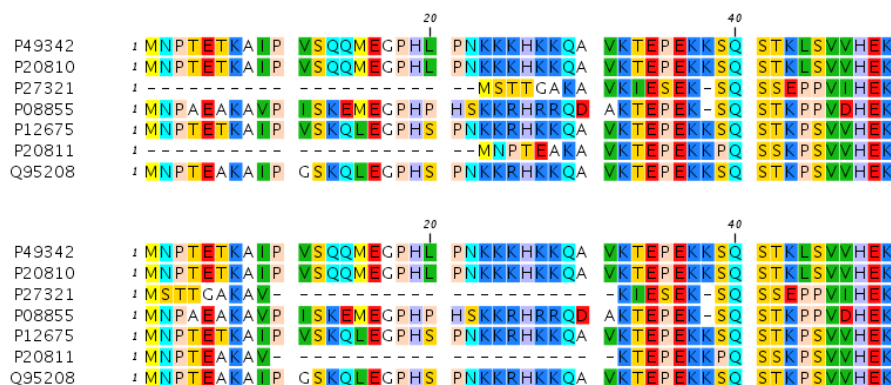 20 40
P49342 1 MNPTETKAIP VSQQMEGPHL PNKKKHKKQA VKTEPEKKSQ STKLSVVHEK
P20810 1 MNPTETKAIP VSQQMEGPHL PNKKKHKKQA VKTEPEKKSQ STKLSVVHEK
P27321 1 ---------- ---------- --MSTTGAKA VKIESEK-SQ SSEPPVIHEK
P08855 1 MNPAEAKAVP ISKEMEGPHP HSKKRHRRQD AKTEPEK-SQ STKPPVDHEK
P12675 1 MNPTETKAIP VSKQLEGPHS PNKKRHKKQA VKTEPEKKSQ STKPSVVHEK
P20811 1 ---------- ---------- --MNPTEAKA VKTEPEKKPQ SSKPSVVHEK
Q95208 1 MNPTEAKAIP GSKQLEGPHS PNKKRHKKQA VKTEPEKKSQ STKPSVVHEK
20 40
P49342 1 MNPTETKAIP VSQQMEGPHL PNKKKHKKQA VKTEPEKKSQ STKLSVVHEK
P20810 1 MNPTETKAIP VSQQMEGPHL PNKKKHKKQA VKTEPEKKSQ STKLSVVHEK
P27321 1 MSTTGAKAV- ---------- ---------- -KIESEK-SQ SSEPPVIHEK
P08855 1 MNPAEAKAVP ISKEMEGPHP HSKKRHRRQD AKTEPEK-SQ STKPPVDHEK
P12675 1 MNPTETKAIP VSKQLEGPHS PNKKRHKKQA VKTEPEKKSQ STKPSVVHEK
P20811 1 MNPTEAKAV- ---------- ---------- -KTEPEKKPQ SSKPSVVHEK
Q95208 1 MNPTEAKAIP GSKQLEGPHS PNKKRHKKQA VKTEPEKKSQ STKPSVVHEK